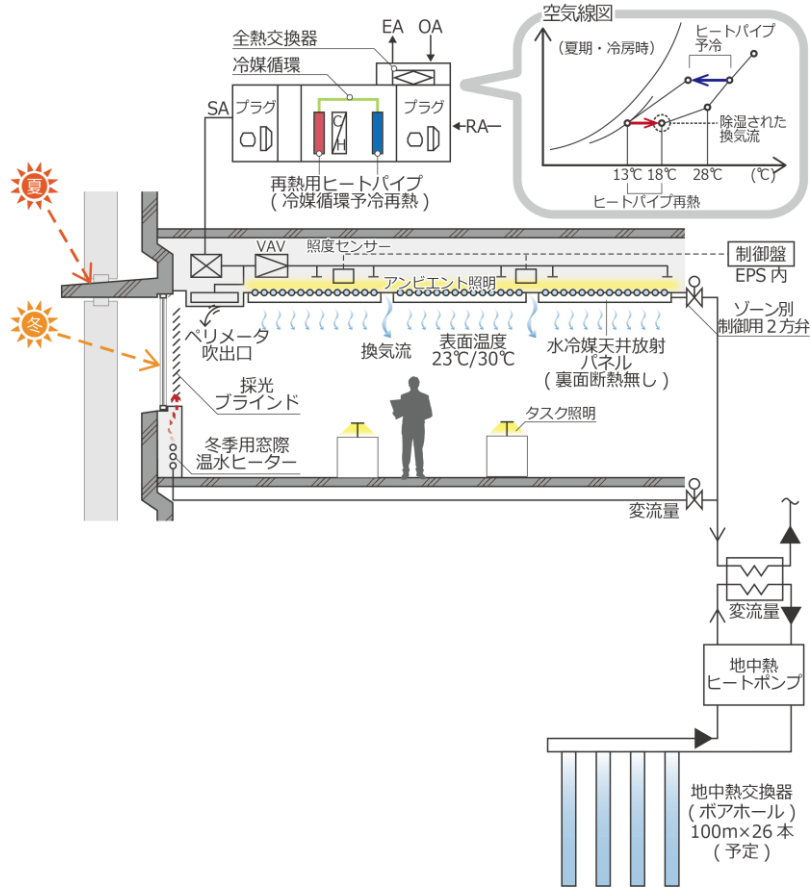 空気線図
EA
OA
ヒートパイプ
予冷
全熱交換器
(夏期・冷房時)
冷媒循環
SA
プラグ
C/H
プラグ
RA
除湿された
換気流
13℃
18℃
28℃
(℃)
再熱用ヒートパイプ
(冷媒循環予冷再熱)
ヒートパイプ再熱
夏
VAV
照度センサー
制御盤
EPS 内
アンビエント照明
冬
ペリメータ
吹出口
換気流
表面温度
23℃/30℃
水冷媒天井放射
パネル
(裏面断熱無し)
ゾーン別
制御用2方弁
採光
ブラインド
タスク照明
冬季用窓際
温水ヒーター
変流量
変流量
地中熱
ヒートポンプ
地中熱交換器
(ボアホール)
100m×26 本
(予定)